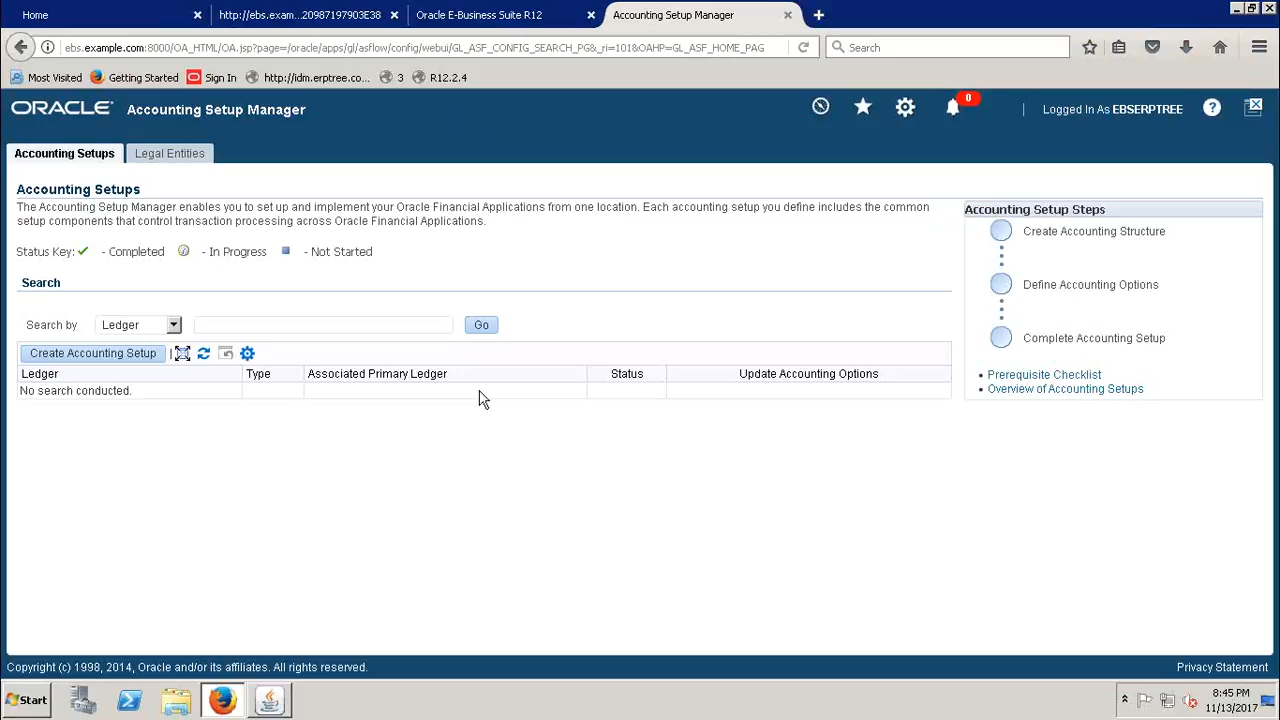 Home
http://ebs.exam...20987197903E38
Oracle E-Business Suite R12
Accounting Setup Manager
ebs.example.com:8000/OA_HTML/OA.jsp?page=/oracle/apps/gl/asflow/config/webui/GL_ASF_CONFIG_SEARCH_PG&_ri=101&OAHP=GL_ASF_HOME_PAG
Search
Most Visited
Getting Started
Sign In
http://idm.erptree.co...
3
R12.2.4
ORACLE Accounting Setup Manager
0
Logged In As EBSERPTREE
Accounting Setups
Legal Entities
Accounting Setups
The Accounting Setup Manager enables you to set up and implement your Oracle Financial Applications from one location. Each accounting setup you define includes the common
setup components that control transaction processing across Oracle Financial Applications.
Status Key: - Completed - In Progress - Not Started
Search
Search by Ledger Go
Create Accounting Setup
Ledger Type Associated Primary Ledger Status Update Accounting Options
No search conducted.
Accounting Setup Steps
Create Accounting Structure
Define Accounting Options
Complete Accounting Setup
Prerequisite Checklist
Overview of Accounting Setups
Copyright (c) 1998, 2014, Oracle and/or its affiliates. All rights reserved.
Privacy Statement
Start
8:45 PM
11/13/2017